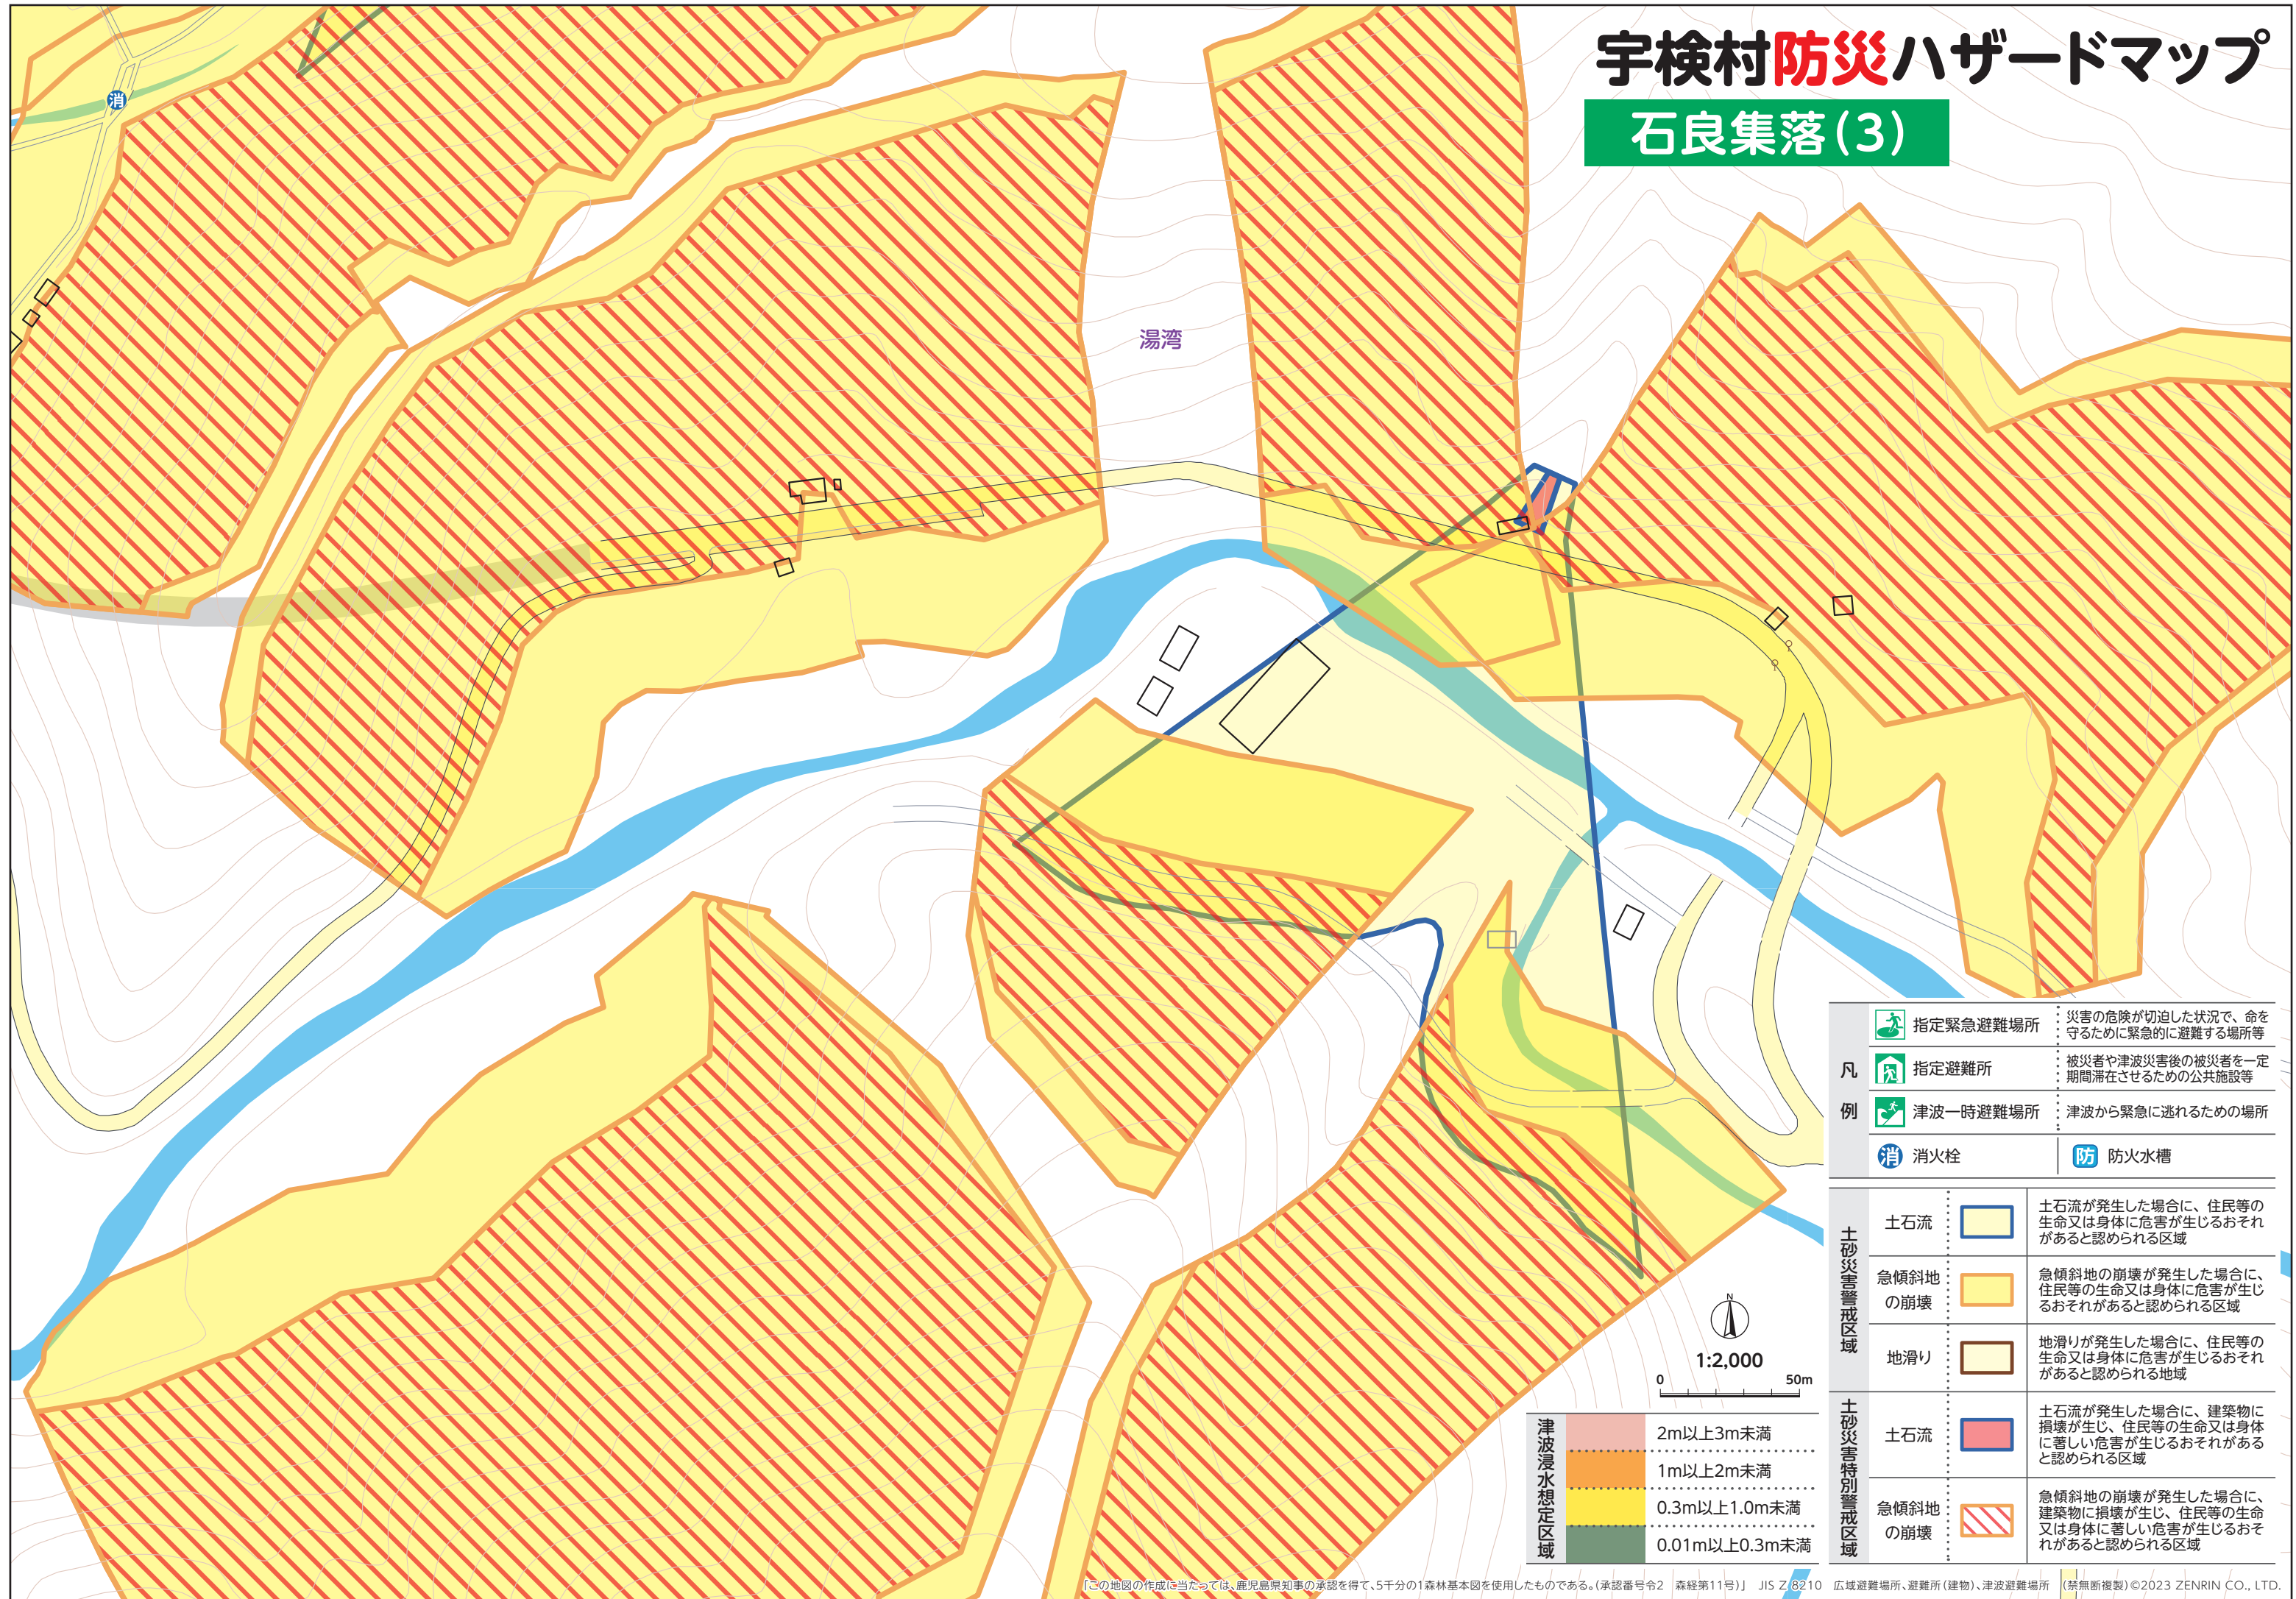 宇検村防災ハザードマップ
石良集落(3)
消
湯湾
凡例
指定緊急避難場所
災害の危険が切迫した状況で、命を
守るために緊急的に避難する場所等
指定避難所
被災者や津波災害後の被災者を一定
期間滞在させるための公共施設等
津波一時避難場所
津波から緊急に逃れるための場所
消 消火栓
防 防火水槽
土砂災害警戒区域
土石流
土石流が発生した場合に、住民等の
生命又は身体に危害が生じるおそれ
があると認められる区域
急傾斜地
の崩壊
急傾斜地の崩壊が発生した場合に、
住民等の生命又は身体に危害が生じ
るおそれがあると認められる区域
地滑り
地滑りが発生した場合に、住民等の
生命又は身体に危害が生じるおそれ
があると認められる地域
土砂災害特別警戒区域
土石流
土石流が発生した場合に、建築物に
損壊が生じ、住民等の生命又は身体
に著しい危害が生じるおそれがある
と認められる区域
急傾斜地
の崩壊
急傾斜地の崩壊が発生した場合に、
建築物に損壊が生じ、住民等の生命
又は身体に著しい危害が生じるおそ
れがあると認められる区域
N
1:2,000
0 50m
津波浸水想定区域
2m以上3m未満
1m以上2m未満
0.3m以上1.0m未満
0.01m以上0.3m未満
「この地図の作成に当たっては、鹿児島県知事の承認を得て、5千分の1森林基本図を使用したものである。(承認番号令2 森経第11号)」 JIS Z 8210 広域避難場所、避難所(建物)、津波避難場所 (禁無断複製)©2023 ZENRIN CO., LTD.